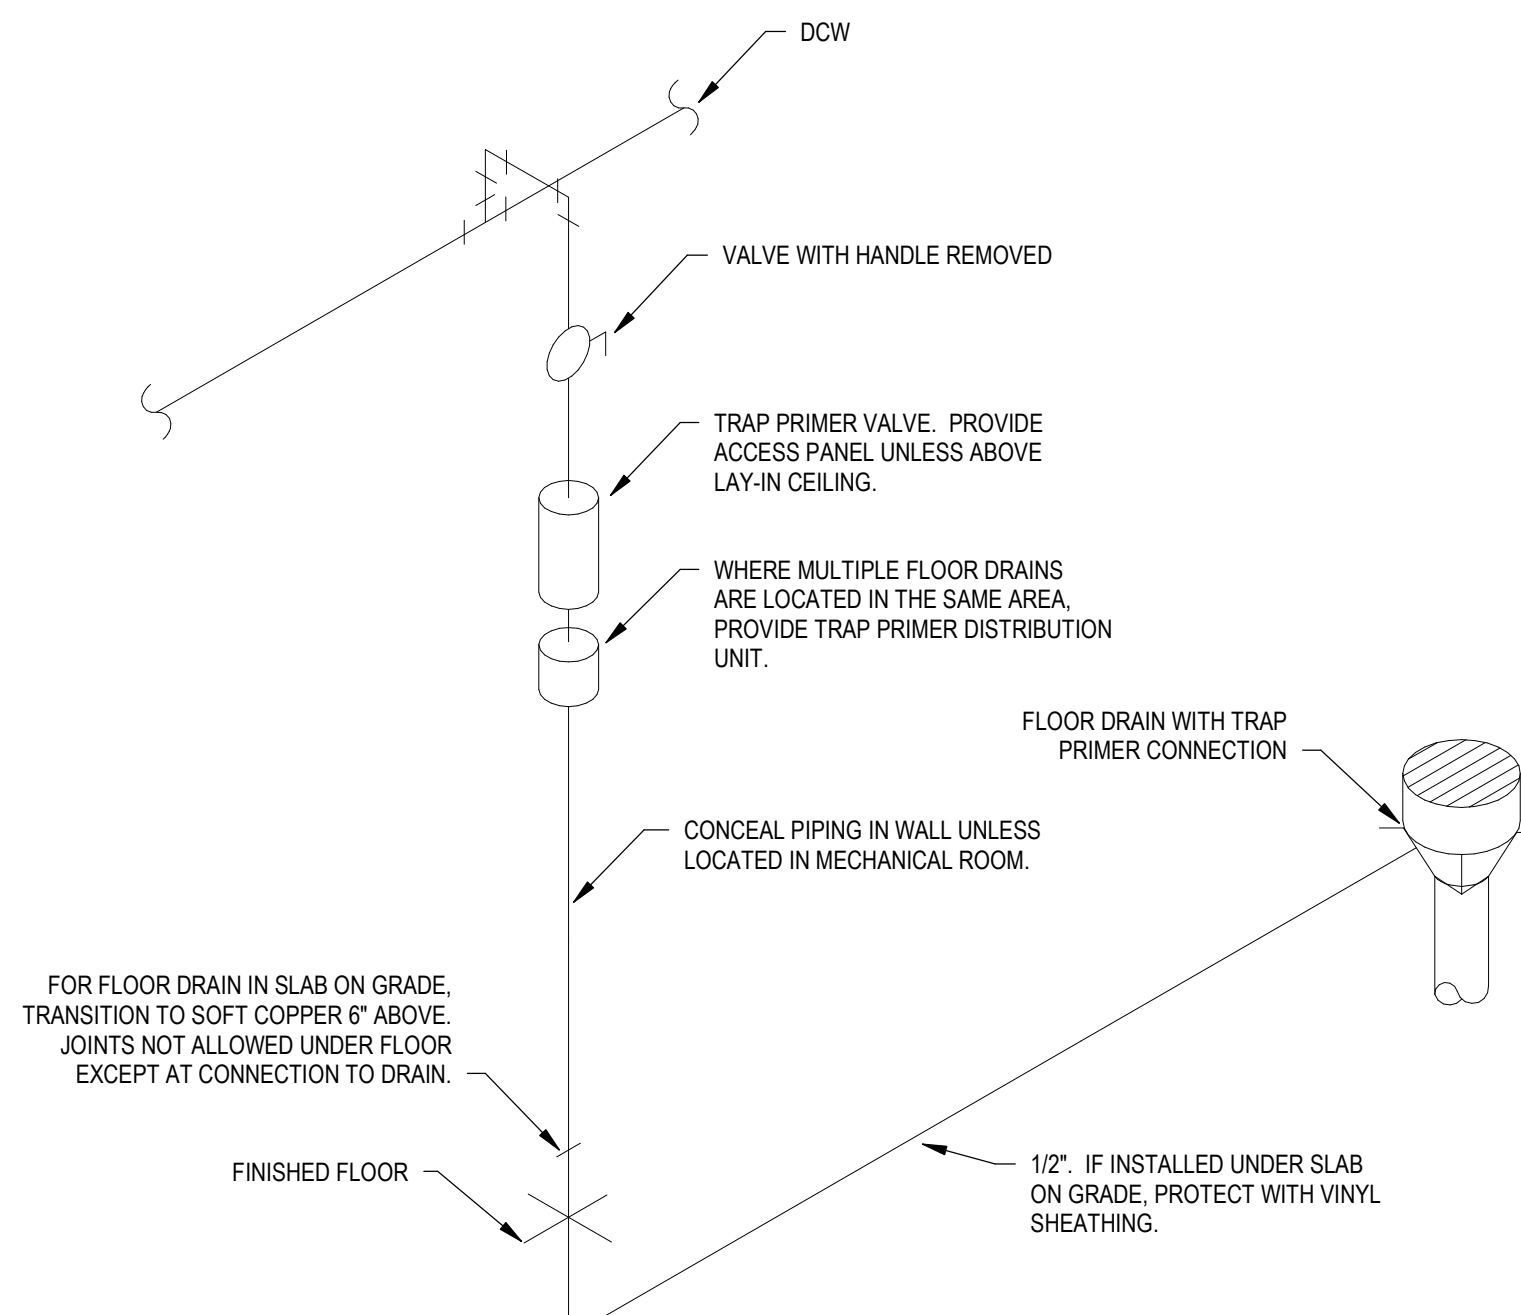 DCW
VALVE WITH HANDLE REMOVED
TRAP PRIMER VALVE.  PROVIDE
ACCESS PANEL UNLESS ABOVE
LAY-IN CEILING.
WHERE MULTIPLE FLOOR DRAINS
ARE LOCATED IN THE SAME AREA,
PROVIDE TRAP PRIMER DISTRIBUTION
UNIT.
FLOOR DRAIN WITH TRAP
PRIMER CONNECTION
CONCEAL PIPING IN WALL UNLESS
LOCATED IN MECHANICAL ROOM.
FOR FLOOR DRAIN IN SLAB ON GRADE,
TRANSITION TO SOFT COPPER 6" ABOVE.
JOINTS NOT ALLOWED UNDER FLOOR
EXCEPT AT CONNECTION TO DRAIN.
FINISHED FLOOR
1/2".  IF INSTALLED UNDER SLAB
ON GRADE, PROTECT WITH VINYL
SHEATHING.